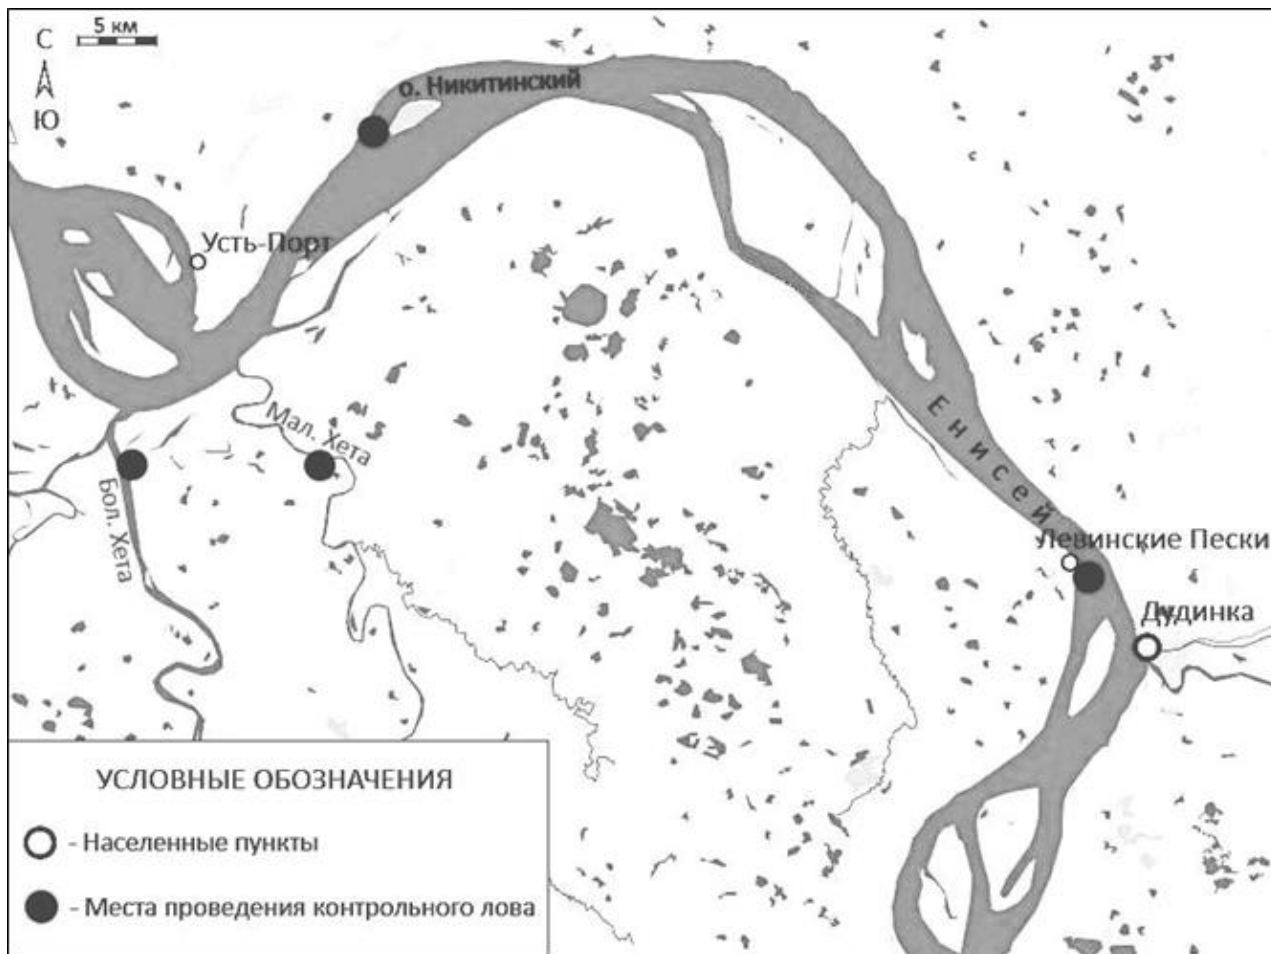 5 км
С
Ю
о. Никитинский
Усть-Порт
Мал. Хета
Бол. Хета
Енисей
Левинские Пески
Дудинка
УСЛОВНЫЕ ОБОЗНАЧЕНИЯ
- Населенные пункты
- Места проведения контрольного лова